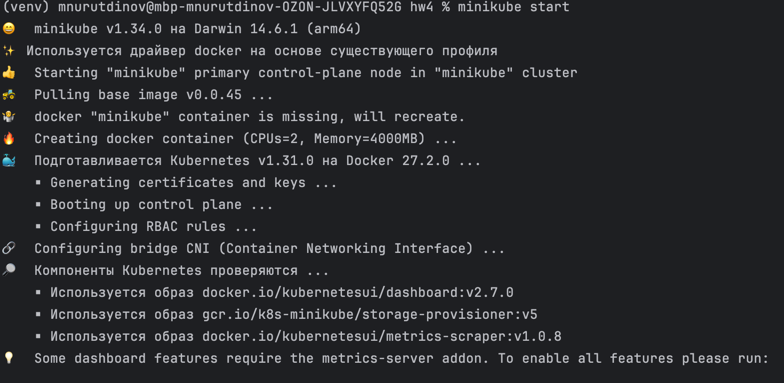 (venv) mnurutdinov@mbp-mnurutdinov-OZON-JLVXYFQ52G hw4 % minikube start
😄 minikube v1.34.0 на Darwin 14.6.1 (arm64)
✨ Используется драйвер docker на основе существующего профиля
👍 Starting "minikube" primary control-plane node in "minikube" cluster
🚜 Pulling base image v0.0.45 ...
🤷 docker "minikube" container is missing, will recreate.
🔥 Creating docker container (CPUs=2, Memory=4000MB) ...
🐳 Подготавливается Kubernetes v1.31.0 на Docker 27.2.0 ...
▪ Generating certificates and keys ...
▪ Booting up control plane ...
▪ Configuring RBAC rules ...
🔗 Configuring bridge CNI (Container Networking Interface) ...
🔎 Компоненты Kubernetes проверяются ...
▪ Используется образ docker.io/kubernetesui/dashboard:v2.7.0
▪ Используется образ gcr.io/k8s-minikube/storage-provisioner:v5
▪ Используется образ docker.io/kubernetesui/metrics-scraper:v1.0.8
💡 Some dashboard features require the metrics-server addon. To enable all features please run: